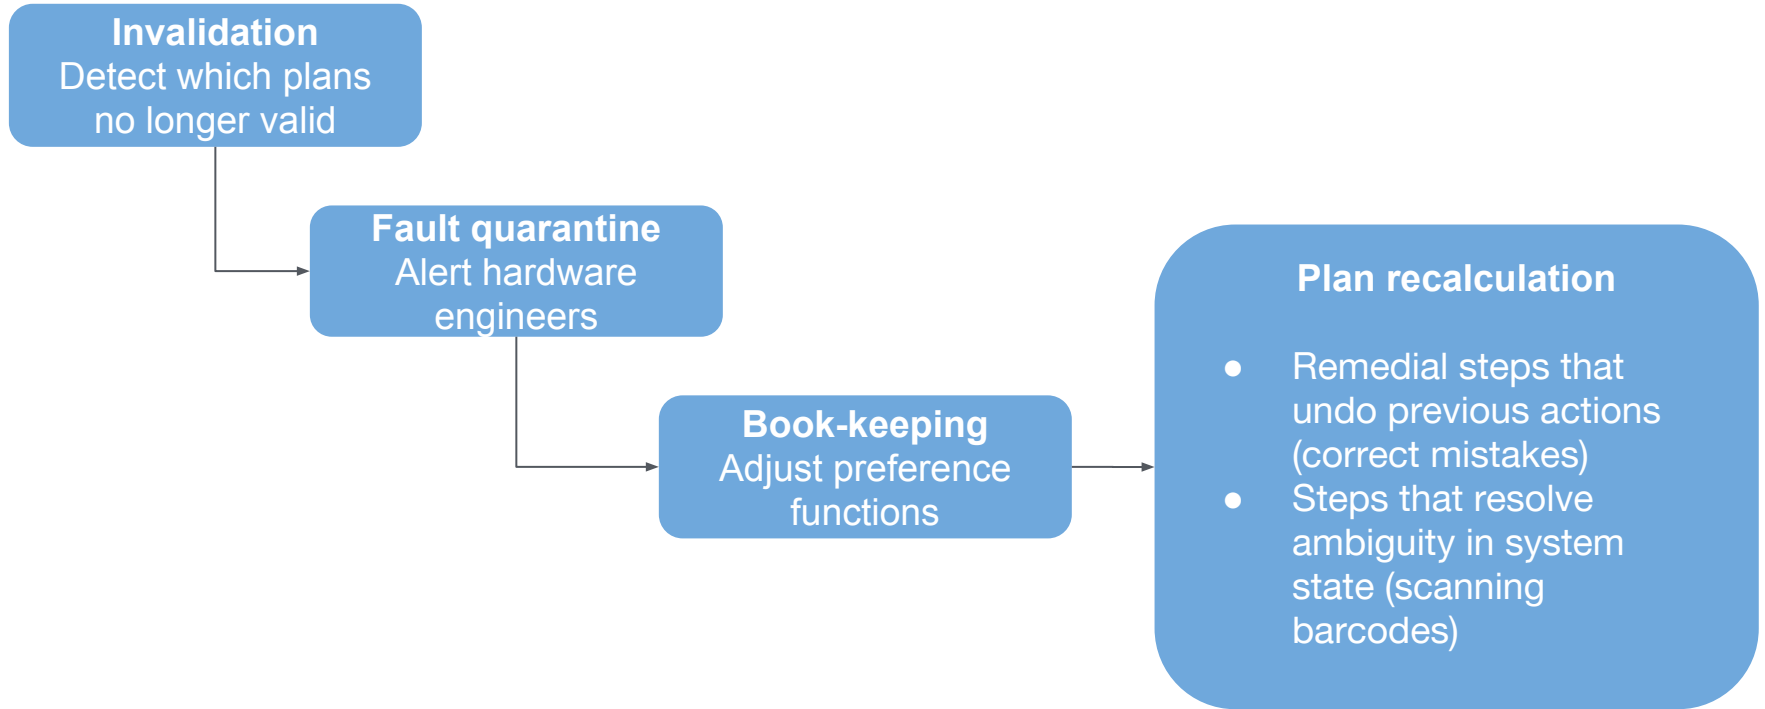 Invalidation
Detect which plans
no longer valid
Fault quarantine
Alert hardware
engineers
Book-keeping
Adjust preference
functions
Plan recalculation
● Remedial steps that
undo previous actions
(correct mistakes)
● Steps that resolve
ambiguity in system
state (scanning
barcodes)